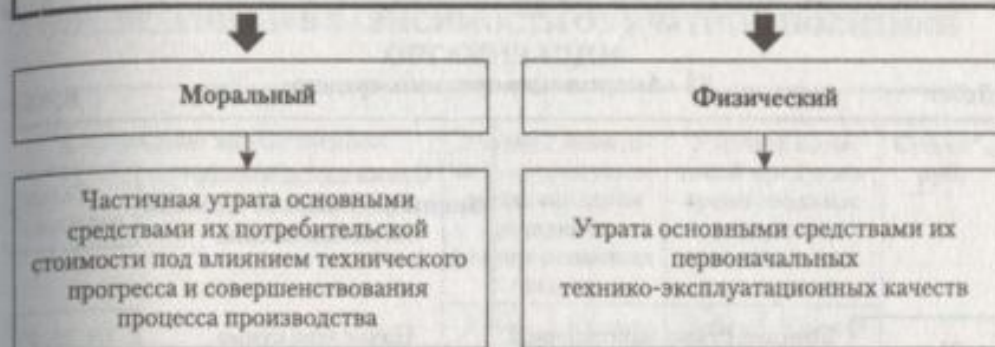 Моральный
Физический
Частичная утрата основными
средствами их потребительской
стоимости под влиянием технического
прогресса и совершенствования
процесса производства
Утрата основными средствами их
первоначальных
технико-эксплуатационных качеств